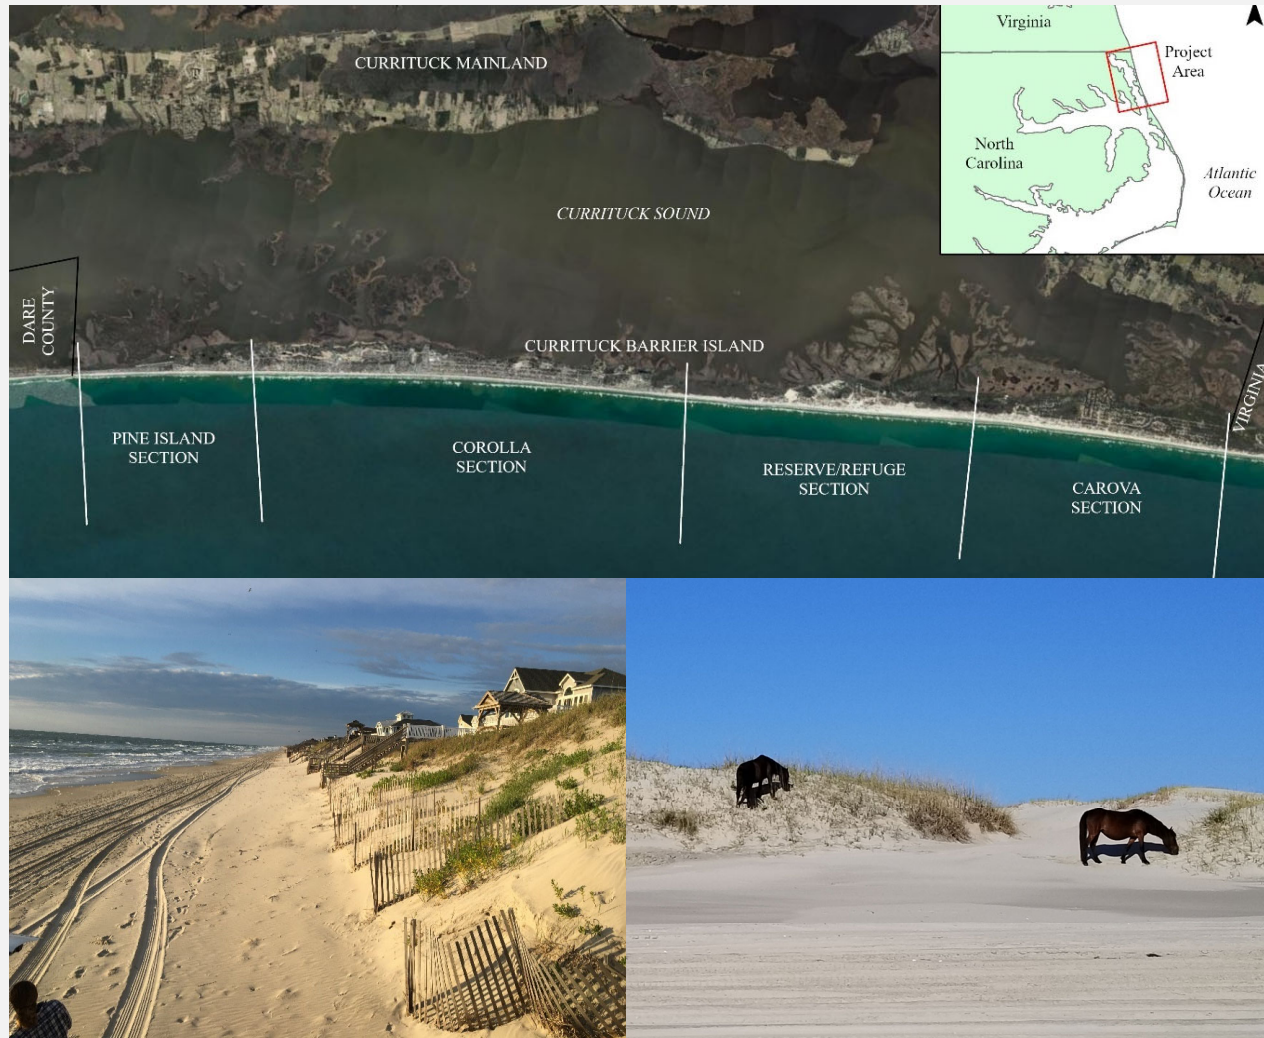 CURRITUCK MAINLAND
Virginia
Project
Area
North
Carolina
Atlantic
Ocean
CURRITUCK SOUND
DARE
COUNTY
CURRITUCK BARRIER ISLAND
VIRGINIA
PINE ISLAND
SECTION
COROLLA
SECTION
RESERVE/REFUGE
SECTION
CAROVA
SECTION